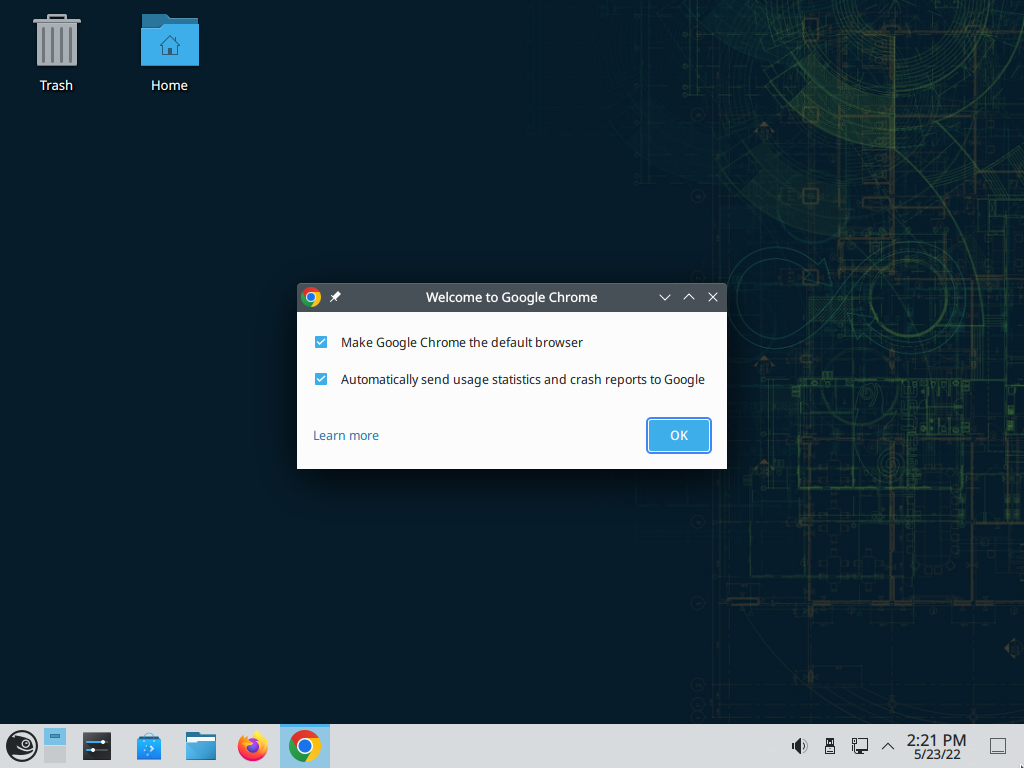 Trash
Home
Welcome to Google Chrome
Make Google Chrome the default browser
Automatically send usage statistics and crash reports to Google
Learn more
OK
2:21 PM
5/23/22